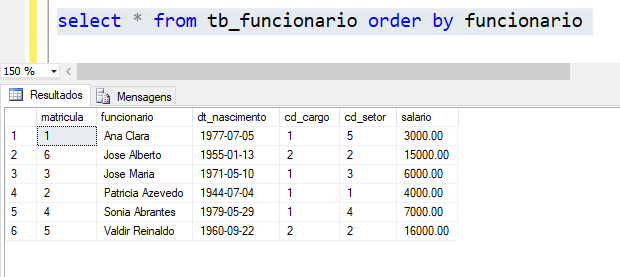 select * from tb_funcionario order by funcionario
150 %
Resultados Mensagens
matricula funcionario dt_nascimento cd_cargo cd_setor salario
1 1 Ana Clara 1977-07-05 1 5 3000.00
2 6 Jose Alberto 1955-01-13 2 2 15000.00
3 3 Jose Maria 1971-05-10 1 3 6000.00
4 2 Patricia Azevedo 1944-07-04 1 1 4000.00
5 4 Sonia Abrantes 1979-05-29 1 4 7000.00
6 5 Valdir Reinaldo 1960-09-22 2 2 16000.00